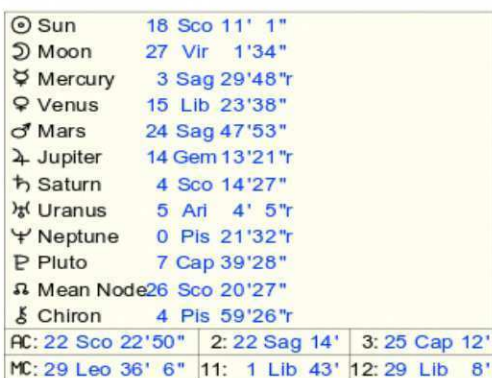 ☉ Sun 18 Sco 11' 1"
☽ Moon 27 Vir 1'34"
☿ Mercury 3 Sag 29'48"r
♀ Venus 15 Lib 23'38"
♂ Mars 24 Sag 47'53"
♃ Jupiter 14 Gem 13'21"r
♄ Saturn 4 Sco 14'27"
♅ Uranus 5 Ari 4' 5"r
♆ Neptune 0 Pis 21'32"r
♇ Pluto 7 Cap 39'28"
☊ Mean Node 26 Sco 20'27"
⚷ Chiron 4 Pis 59'26"r
AC: 22 Sco 22'50" 2: 22 Sag 14' 3: 25 Cap 12'
MC: 29 Leo 36' 6" 11: 1 Lib 43' 12: 29 Lib 8'